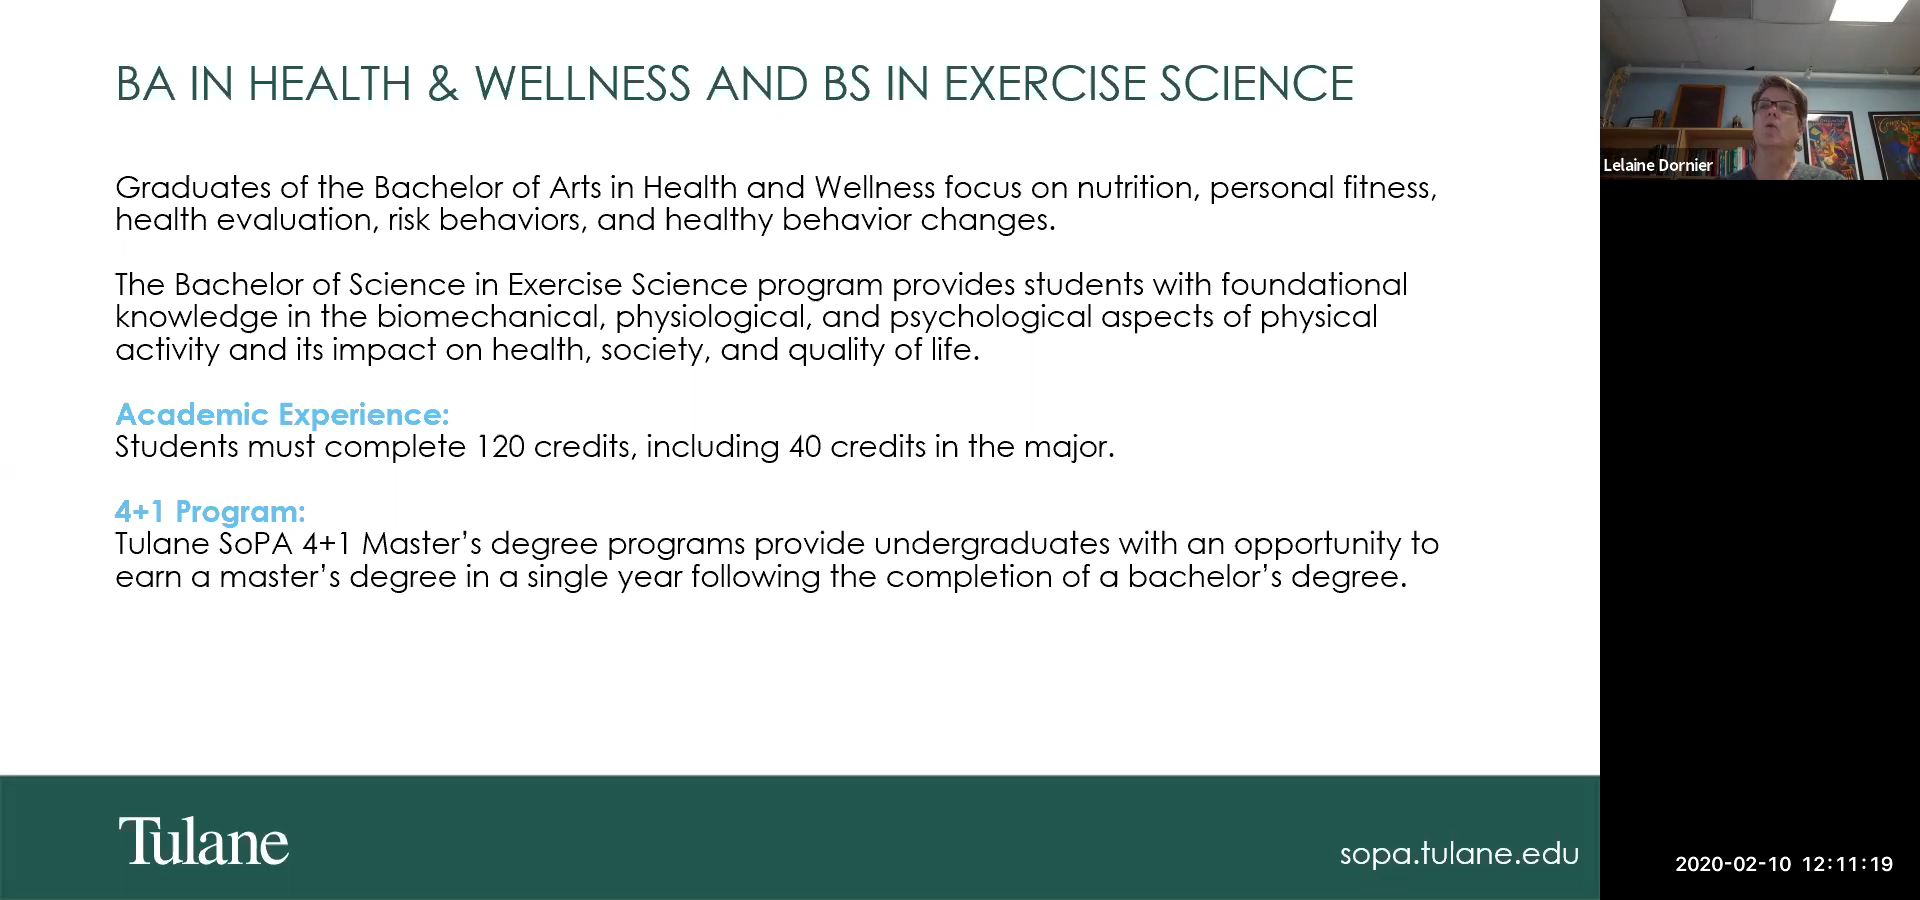 BA IN HEALTH & WELLNESS AND BS IN EXERCISE SCIENCE
Graduates of the Bachelor of Arts in Health and Wellness focus on nutrition, personal fitness,
health evaluation, risk behaviors, and healthy behavior changes.
The Bachelor of Science in Exercise Science program provides students with foundational
knowledge in the biomechanical, physiological, and psychological aspects of physical
activity and its impact on health, society, and quality of life.
Academic Experience:
Students must complete 120 credits, including 40 credits in the major.
4+1 Program:
Tulane SoPA 4+1 Master’s degree programs provide undergraduates with an opportunity to
earn a master’s degree in a single year following the completion of a bachelor’s degree.
Tulane
sopa.tulane.edu
Lelaine Dornier
2020-02-10 12:11:19